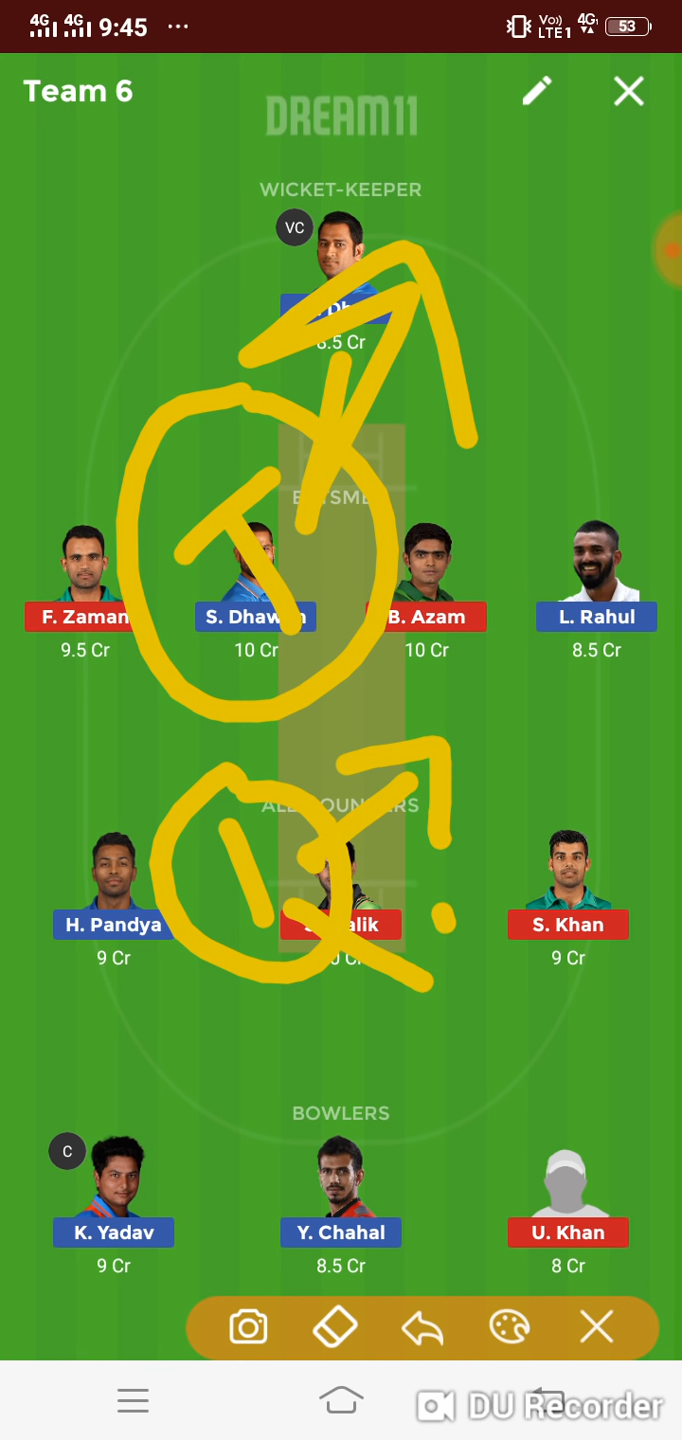 4G 4G 9:45 ... Vo)) LTE1 4G 53
Team 6
DREAM11
WICKET-KEEPER
VC
8.5 Cr
F. Zaman S. Dhawan B. Azam L. Rahul
9.5 Cr 10 Cr 10 Cr 8.5 Cr
H. Pandya S. Khan
9 Cr 9 Cr
BOWLERS
C
K. Yadav Y. Chahal U. Khan
9 Cr 8.5 Cr 8 Cr
DU Recorder